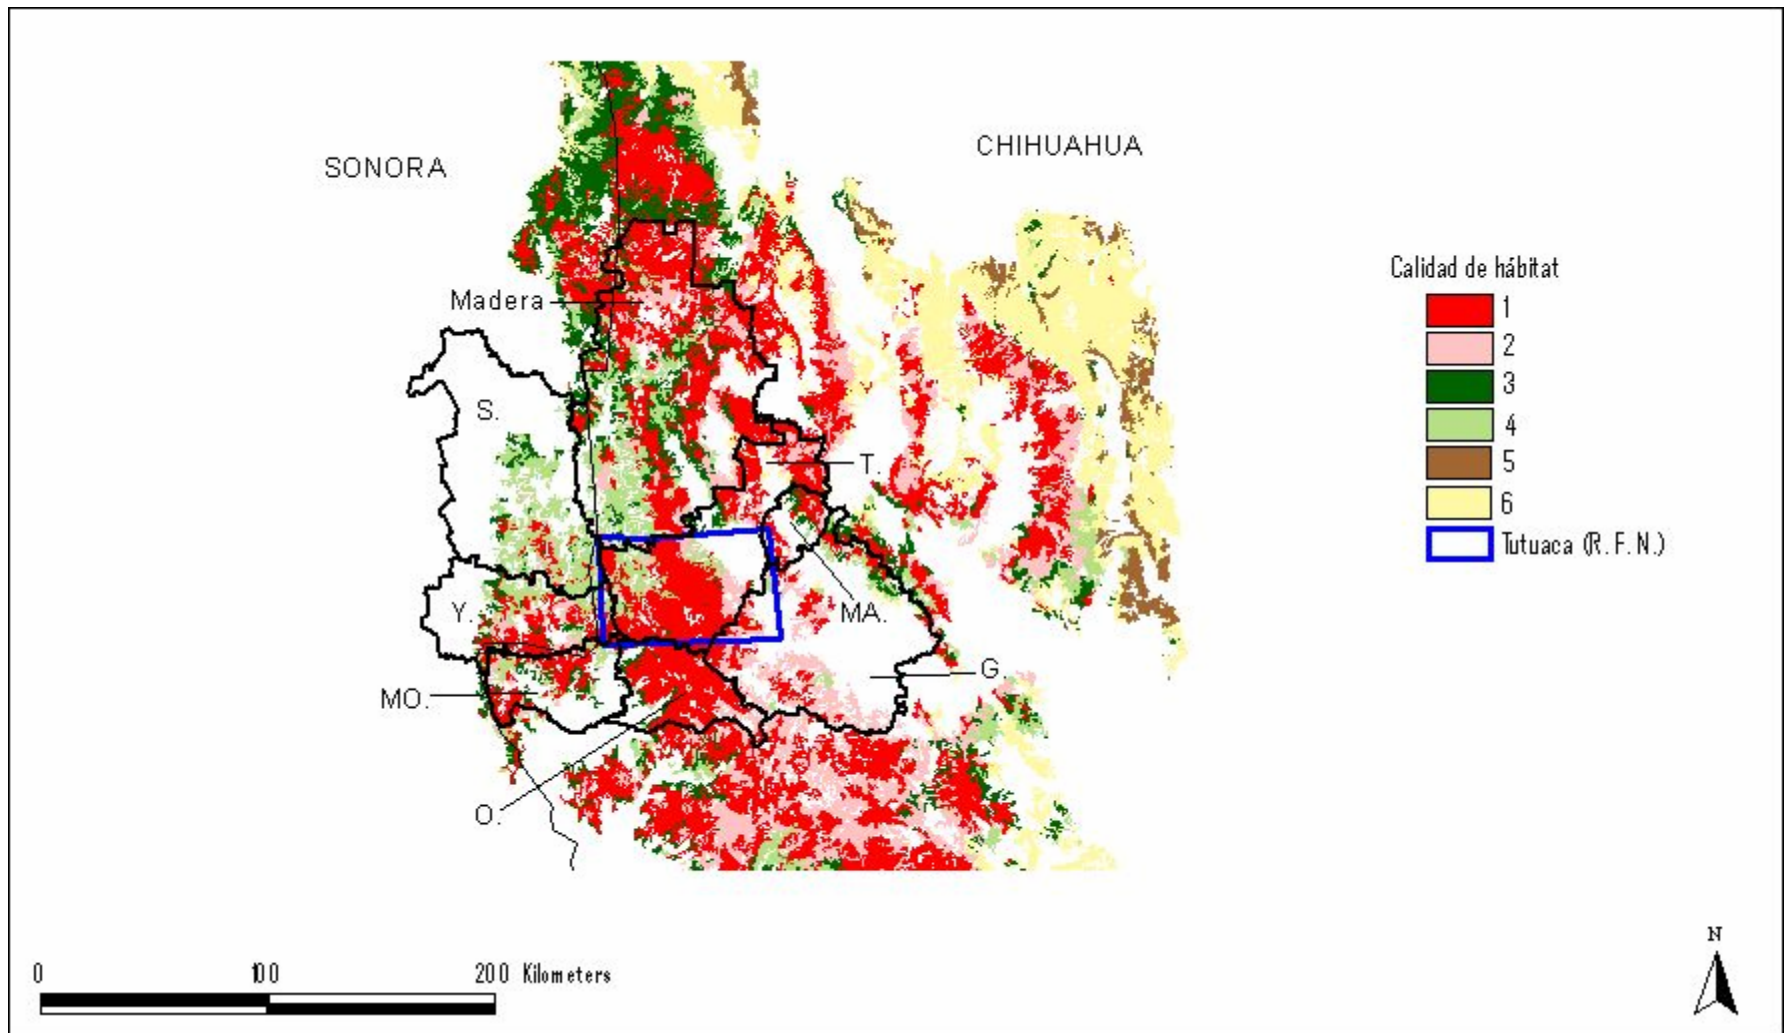 CHIHUAHUA
SONORA
Calidad de hábitat
Madera
1
2
3
S.
4
T.
5
6
Tutuaca (R.F.N.)
Y.
MA.
G.
MO.
O.
N
0 100 200 Kilometers